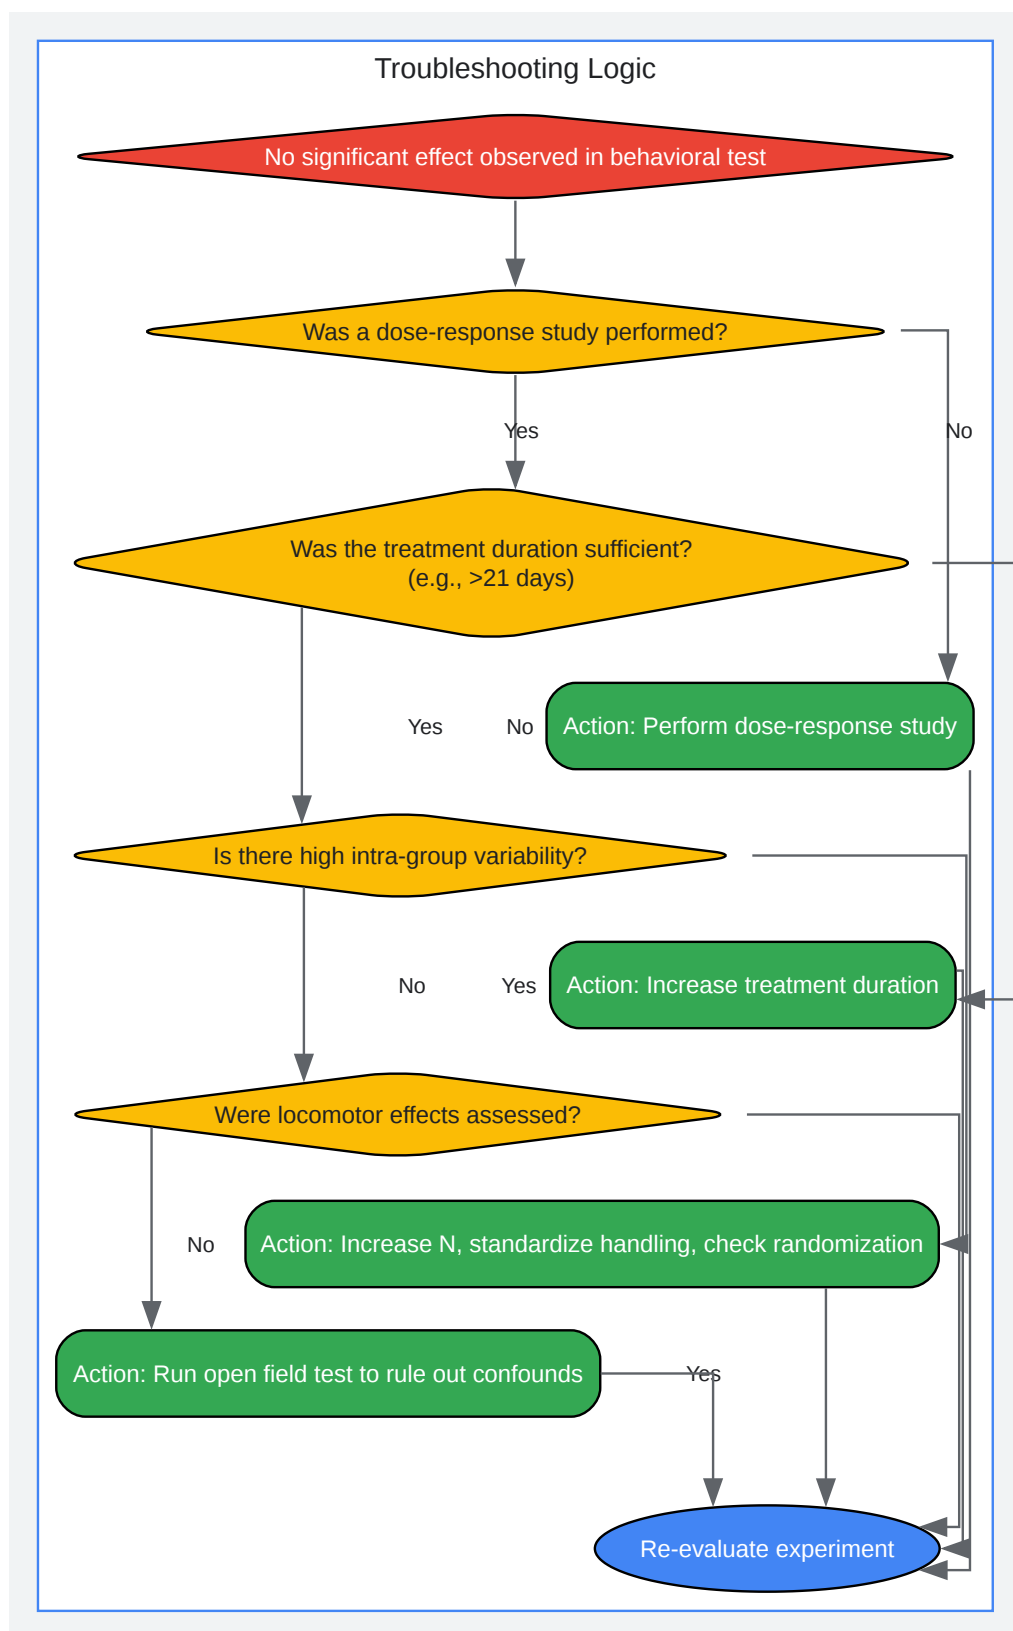 Troubleshooting Logic
No significant effect observed in behavioral test
Was a dose-response study performed?
Yes
No
Was the treatment duration sufficient?
(e.g., >21 days)
Yes
No
Action: Perform dose-response study
Is there high intra-group variability?
No
Yes
Action: Increase treatment duration
Were locomotor effects assessed?
No
Action: Increase N, standardize handling, check randomization
Action: Run open field test to rule out confounds
Yes
Re-evaluate experiment